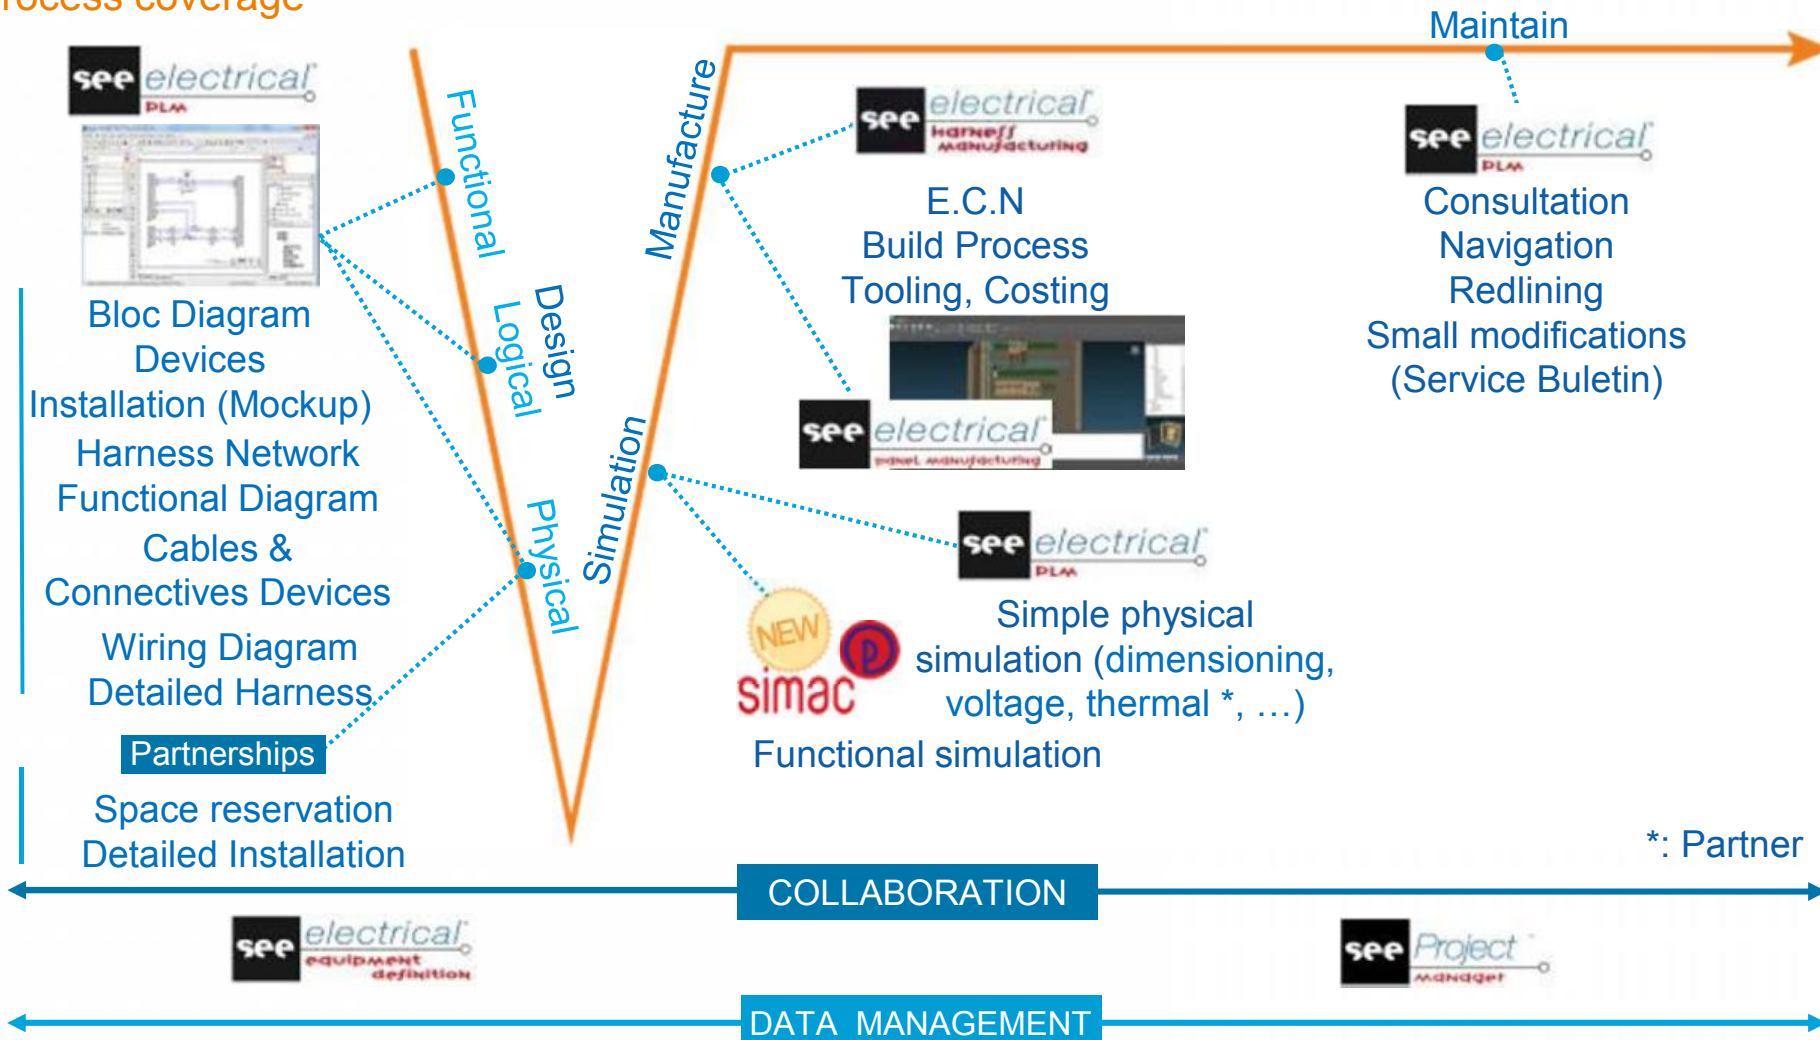 rocess coverage
see electrical
PLM
Bloc Diagram
Devices
Installation (Mockup)
Harness Network
Functional Diagram
Cables &
Connectives Devices
Wiring Diagram
Detailed Harness
Partnerships
Space reservation
Detailed Installation
Functional
Logical
Design
Physical
Simulation
Manufacture
see electrical
Harness
manufacturing
E.C.N
Build Process
Tooling, Costing
see electrical
panel manufacturing
see electrical
PLM
Simple physical
simulation (dimensioning,
voltage, thermal *, …)
NEW
simac
Functional simulation
Maintain
see electrical
PLM
Consultation
Navigation
Redlining
Small modifications
(Service Buletin)
*: Partner
COLLABORATION
see electrical
equipment
definition
see Project
manager
DATA MANAGEMENT